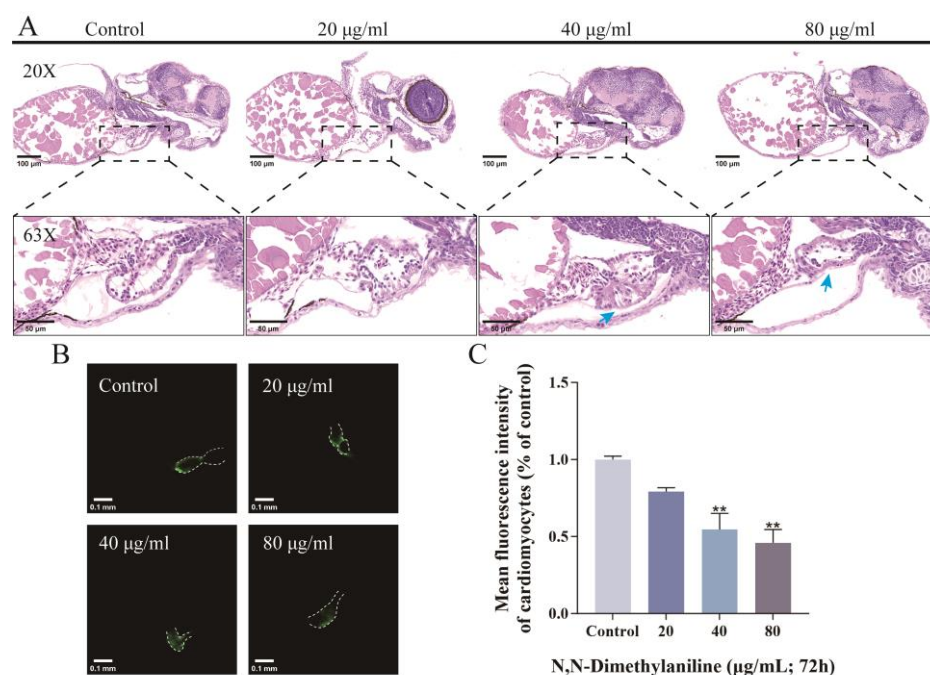 A
Control
20 μg/ml
40 μg/ml
80 μg/ml
20X
100 μm
100 μm
100 μm
100 μm
63X
50 μm
50 μm
50 μm
50 μm
B
Control
0.1 mm
20 μg/ml
0.1 mm
40 μg/ml
0.1 mm
80 μg/ml
0.1 mm
C
Mean fluorescence intensity
of cardiomyocytes (% of control)
1.5
1.0
0.5
0.0
**
**
Control 20 40 80
N,N-Dimethylaniline (μg/mL; 72h)